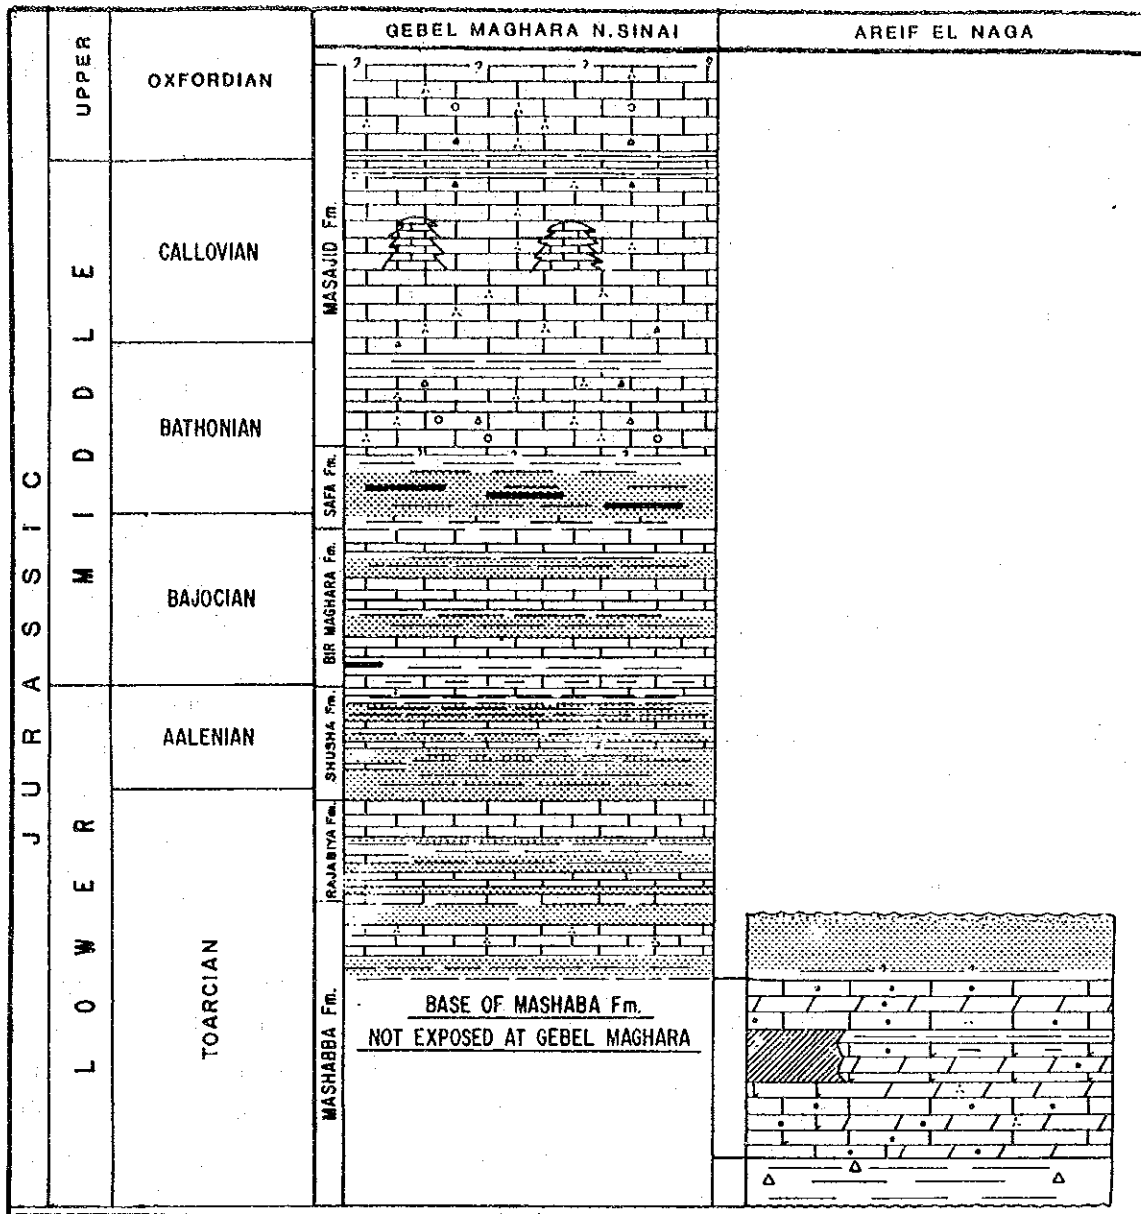 GEBEL MAGHARA N.SINAI
AREIF EL NAGA
JURASSIC
UPPER
MIDDLE
LOWER
OXFORDIAN
CALLOVIAN
BATHONIAN
BAJOCIAN
AALENIAN
TOARCIAN
MASAJID Fm.
SAFA Fm.
BIR MAGHARA Fm.
SHUSHA Fm.
RAJABIYA Fm.
MASHABBA Fm.
? ? ? ?
? ? ?
BASE OF MASHABA Fm.
NOT EXPOSED AT GEBEL MAGHARA